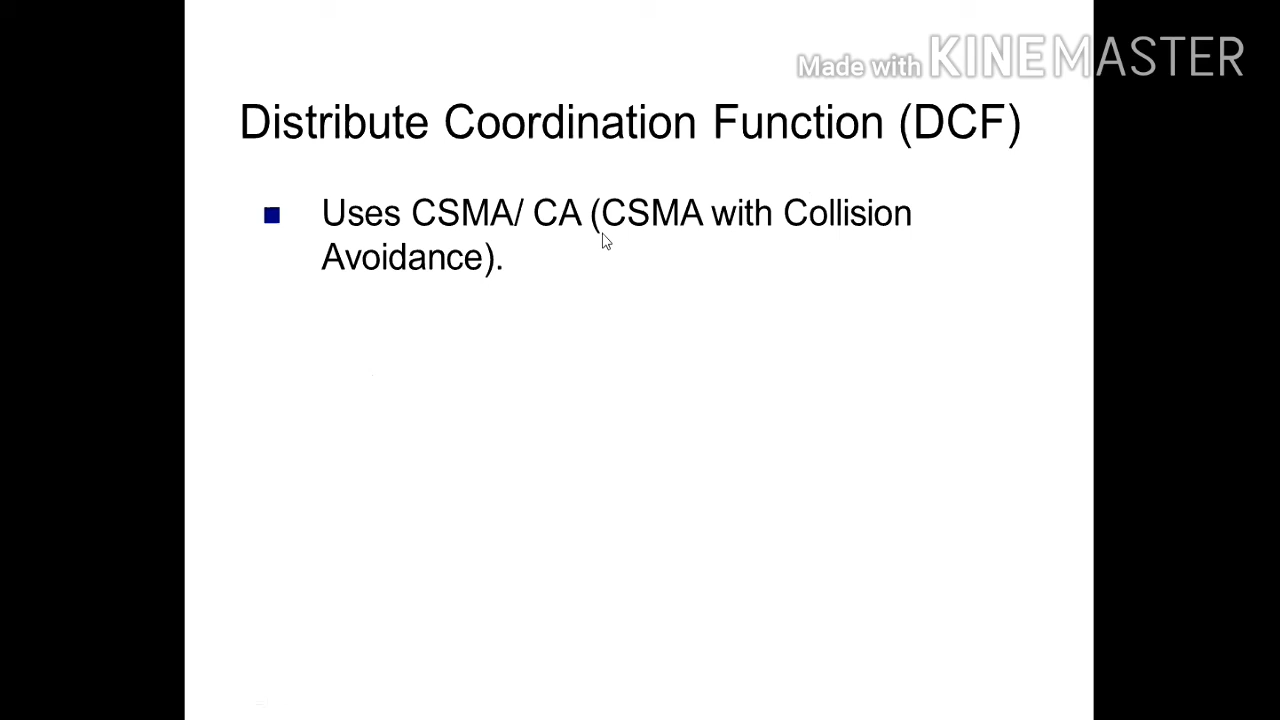 Made with KINEMASTER
Distribute Coordination Function (DCF)
Uses CSMA/ CA (CSMA with Collision
Avoidance).